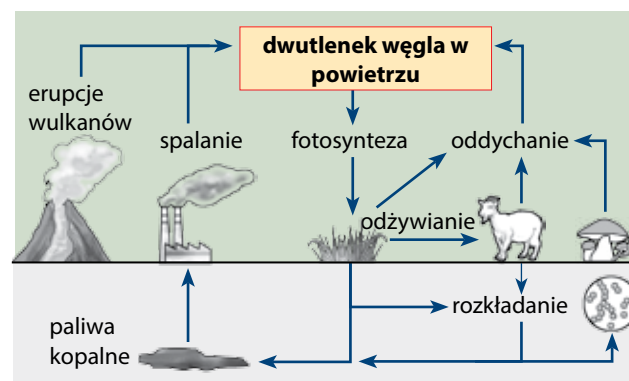 dwutlenek węgla w
powietrzu
erupcje
wulkanów
spalanie
fotosynteza
oddychanie
odżywianie
rozkładanie
paliwa
kopalne